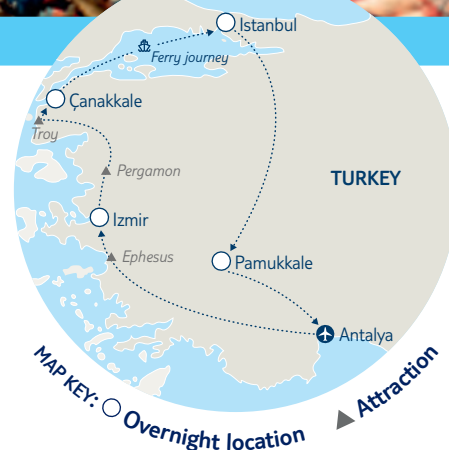 Istanbul
Ferry journey
Çanakkale
Troy
Pergamon
TURKEY
Izmir
Ephesus
Pamukkale
Antalya
MAP KEY: Overnight location Attraction